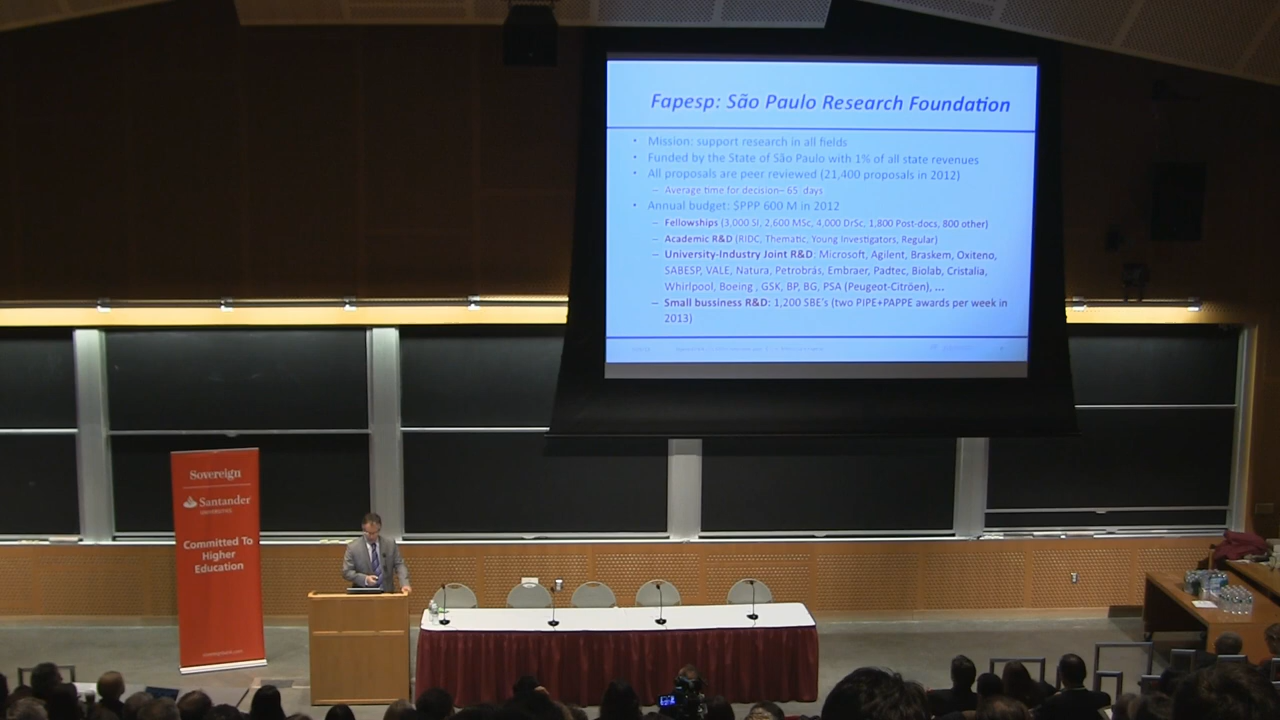 Fapesp: São Paulo Research Foundation
• Mission: support research in all fields
• Funded by the State of São Paulo with 1% of all state revenues
• All proposals are peer reviewed (21,400 proposals in 2012)
– Average time for decision– 65 days
• Annual budget: $PPP 600 M in 2012
– Fellowships (3,000 SI, 2,600 MSc, 4,000 DrSc, 1,800 Post-docs, 800 other)
– Academic R&D (RIDC, Thematic, Young Investigators, Regular)
– University-Industry Joint R&D: Microsoft, Agilent, Braskem, Oxiteno,
SABESP, VALE, Natura, Petrobrás, Embraer, Padtec, Biolab, Cristalia,
Whirlpool, Boeing , GSK, BP, BG, PSA (Peugeot-Citröen), ...
– Small bussiness R&D: 1,200 SBE's (two PIPE+PAPPE awards per week in
2013)
Sovereign
Santander
UNIVERSITIES
Committed To
Higher
Education